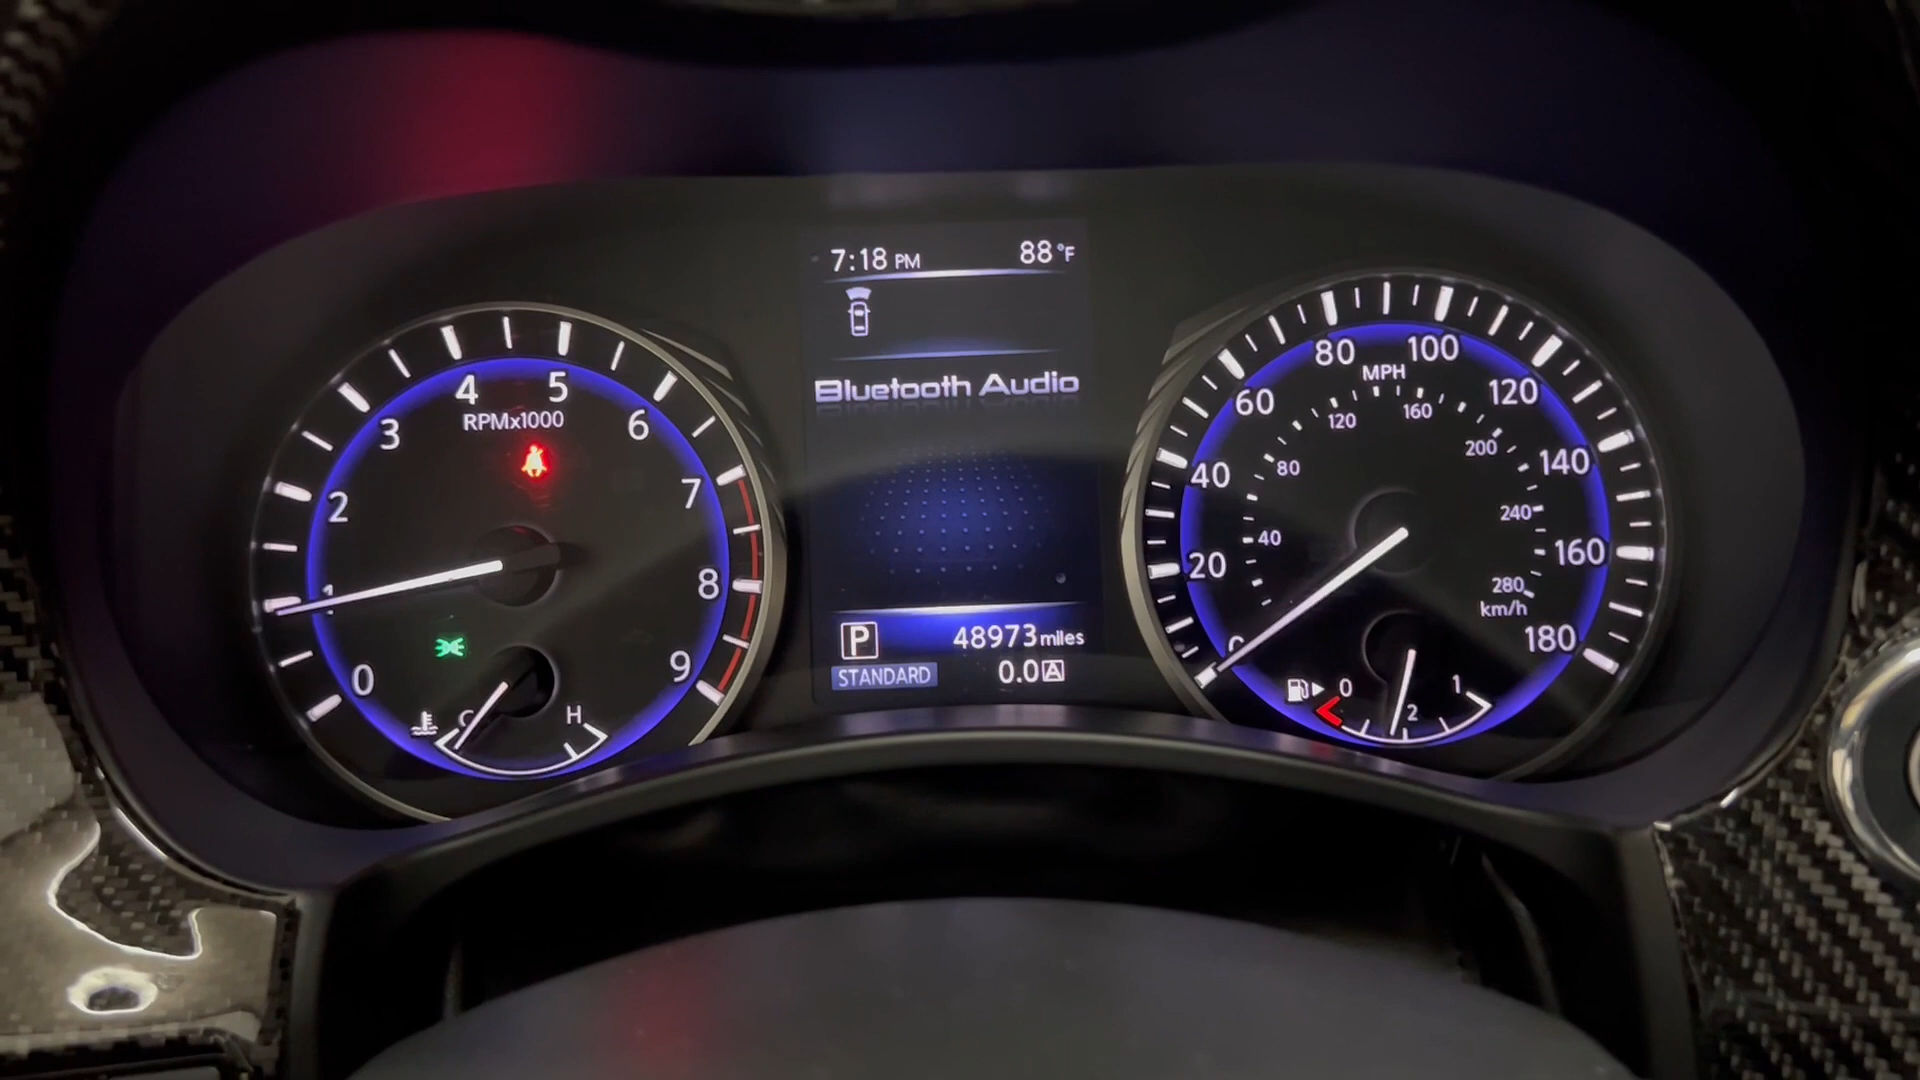 7:18 PM 88°F
Bluetooth Audio
P 48973 miles
STANDARD 0.0 A
4 5
RPMx1000
3 6
2 7
1 8
0 9
C H
80 100
MPH
60 120
120 160
40 80 200 140
240
20 40 160
280
km/h
0 180
0 1
1/2